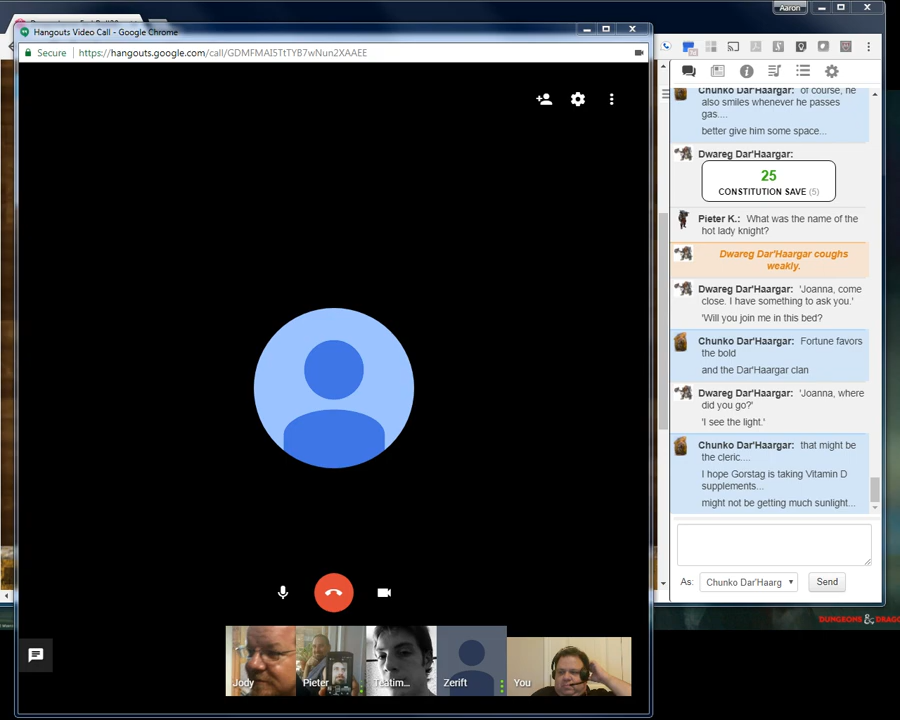 Aaron
Hangouts Video Call - Google Chrome
Secure https://hangouts.google.com/call/GDMFMAI5TtTYB7wNun2XAAEE
Chunko Dar'Haargar: of course, he
also smiles whenever he passes
gas....
better give him some space...
Dwareg Dar'Haargar:
25
CONSTITUTION SAVE (5)
Pieter K.: What was the name of the
hot lady knight?
Dwareg Dar'Haargar coughs
weakly.
Dwareg Dar'Haargar: 'Joanna, come
close. I have something to ask you.'
'Will you join me in this bed?
Chunko Dar'Haargar: Fortune favors
the bold
and the Dar'Haargar clan
Dwareg Dar'Haargar: 'Joanna, where
did you go?'
'I see the light.'
Chunko Dar'Haargar: that might be
the cleric....
I hope Gorstag is taking Vitamin D
supplements...
might not be getting much sunlight...
As: Chunko Dar'Haarg Send
DUNGEONS & DRAGO
Jody Pieter Teatim... Zerift You